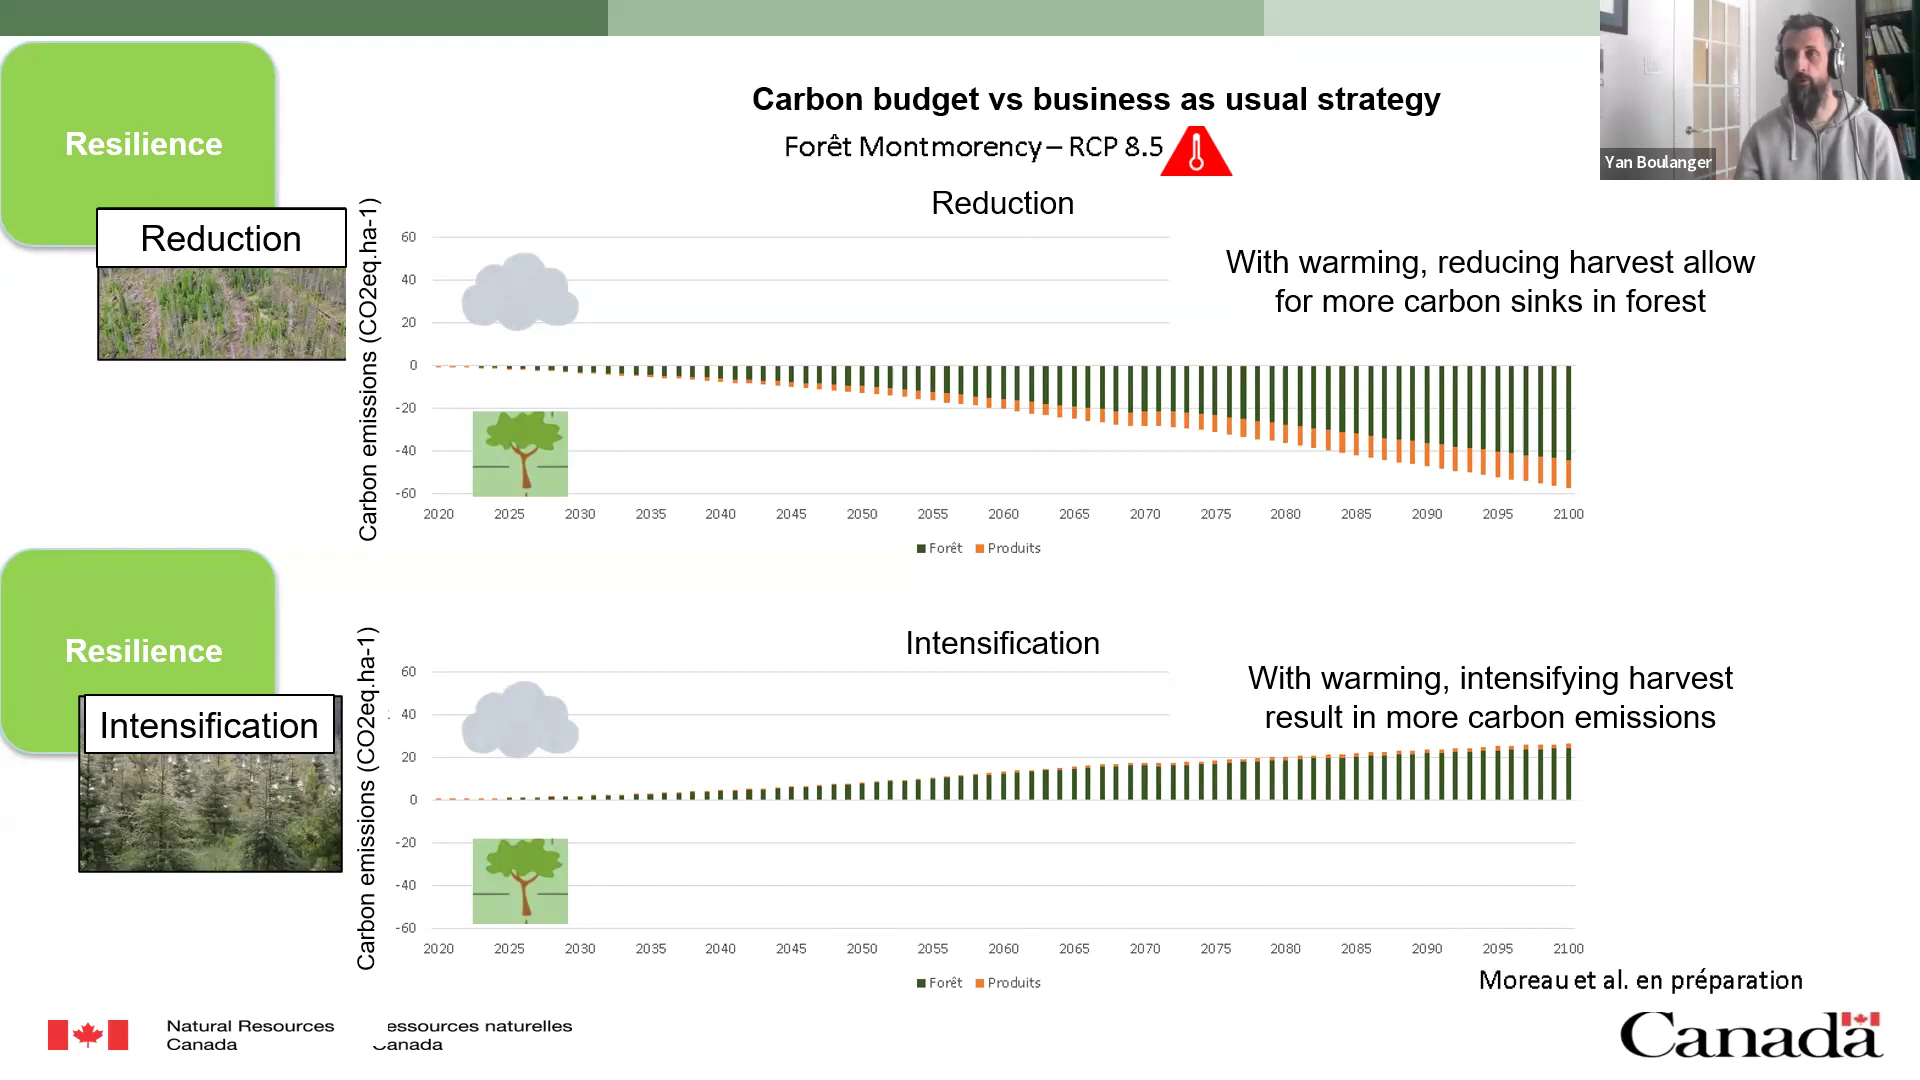 Carbon budget vs business as usual strategy
Forêt Montmorency – RCP 8.5
Yan Boulanger
Resilience
Reduction
Reduction
Carbon emissions (CO2eq.ha-1)
60
40
20
0
-20
-40
-60
2020 2025 2030 2035 2040 2045 2050 2055 2060 2065 2070 2075 2080 2085 2090 2095 2100
Forêt Produits
With warming, reducing harvest allow
for more carbon sinks in forest
Resilience
Intensification
Intensification
Carbon emissions (CO2eq.ha-1)
60
40
20
0
-20
-40
-60
2020 2025 2030 2035 2040 2045 2050 2055 2060 2065 2070 2075 2080 2085 2090 2095 2100
Forêt Produits
With warming, intensifying harvest
result in more carbon emissions
Moreau et al. en préparation
Natural Resources
Canada
essources naturelles
anada
Canada